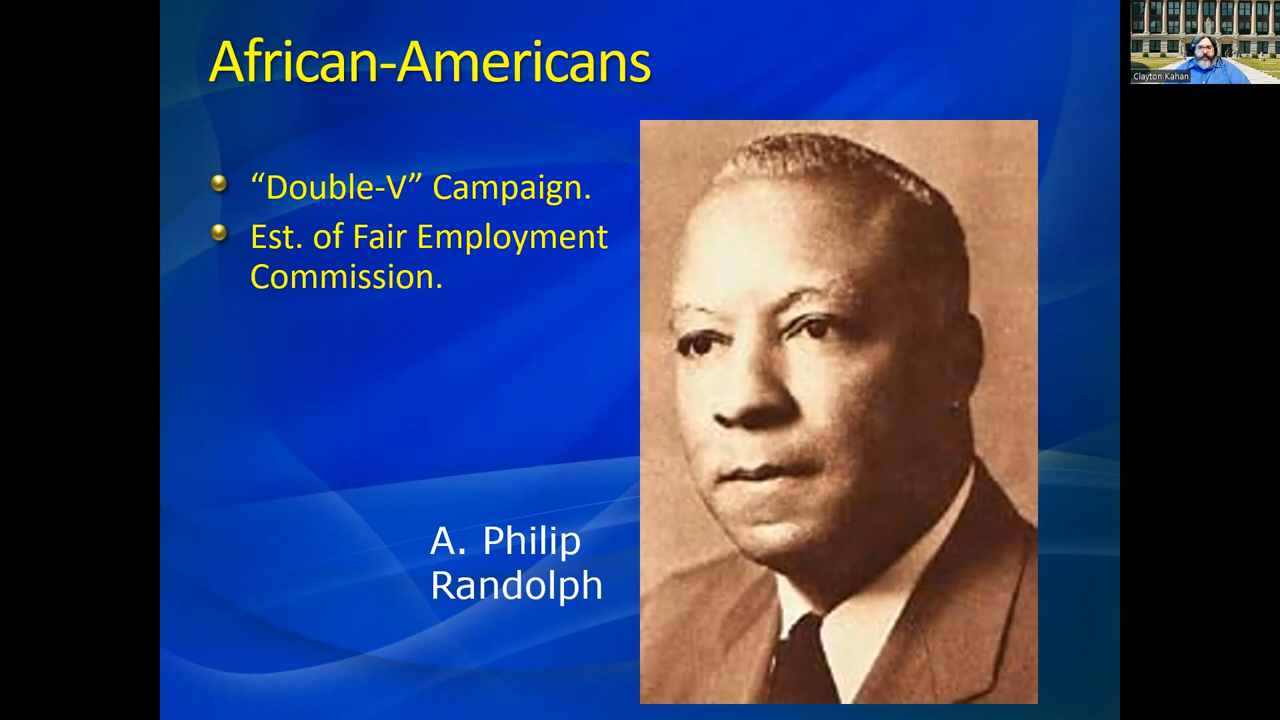 African-Americans
“Double-V” Campaign.
Est. of Fair Employment
Commission.
A. Philip
Randolph
Clayton Kahan